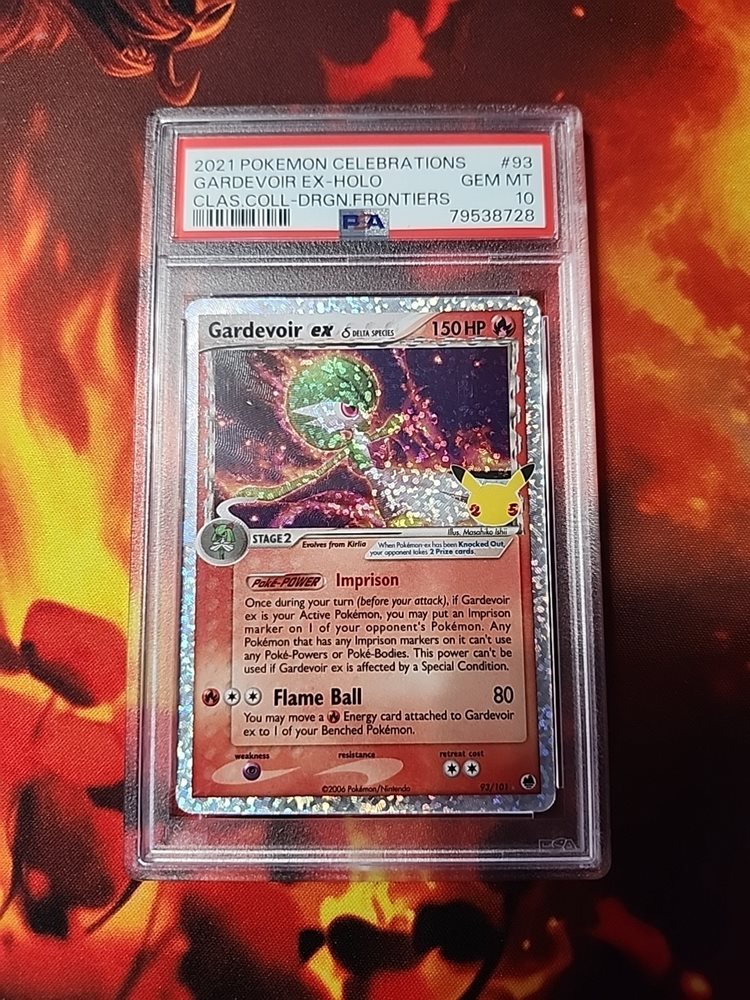 2021 POKEMON CELEBRATIONS #93
GARDEVOIR EX-HOLO GEM MT
CLAS.COLL-DRGN.FRONTIERS 10
PSA 79538728
Gardevoir ex δ DELTA SPECIES 150 HP
25
STAGE 2
Evolves from Kirlia
Illus. Masahiko Ishii
When Pokémon-ex has been Knocked Out,
your opponent takes 2 Prize cards.
Poké-POWER Imprison
Once during your turn (before your attack), if Gardevoir
ex is your Active Pokémon, you may put an Imprison
marker on 1 of your opponent's Pokémon. Any
Pokémon that has any Imprison markers on it can't use
any Poké-Powers or Poké-Bodies. This power can't be
used if Gardevoir ex is affected by a Special Condition.
Flame Ball 80
You may move a Energy card attached to Gardevoir
ex to 1 of your Benched Pokémon.
weakness resistance retreat cost
©2006 Pokémon/Nintendo 93/101
PSA